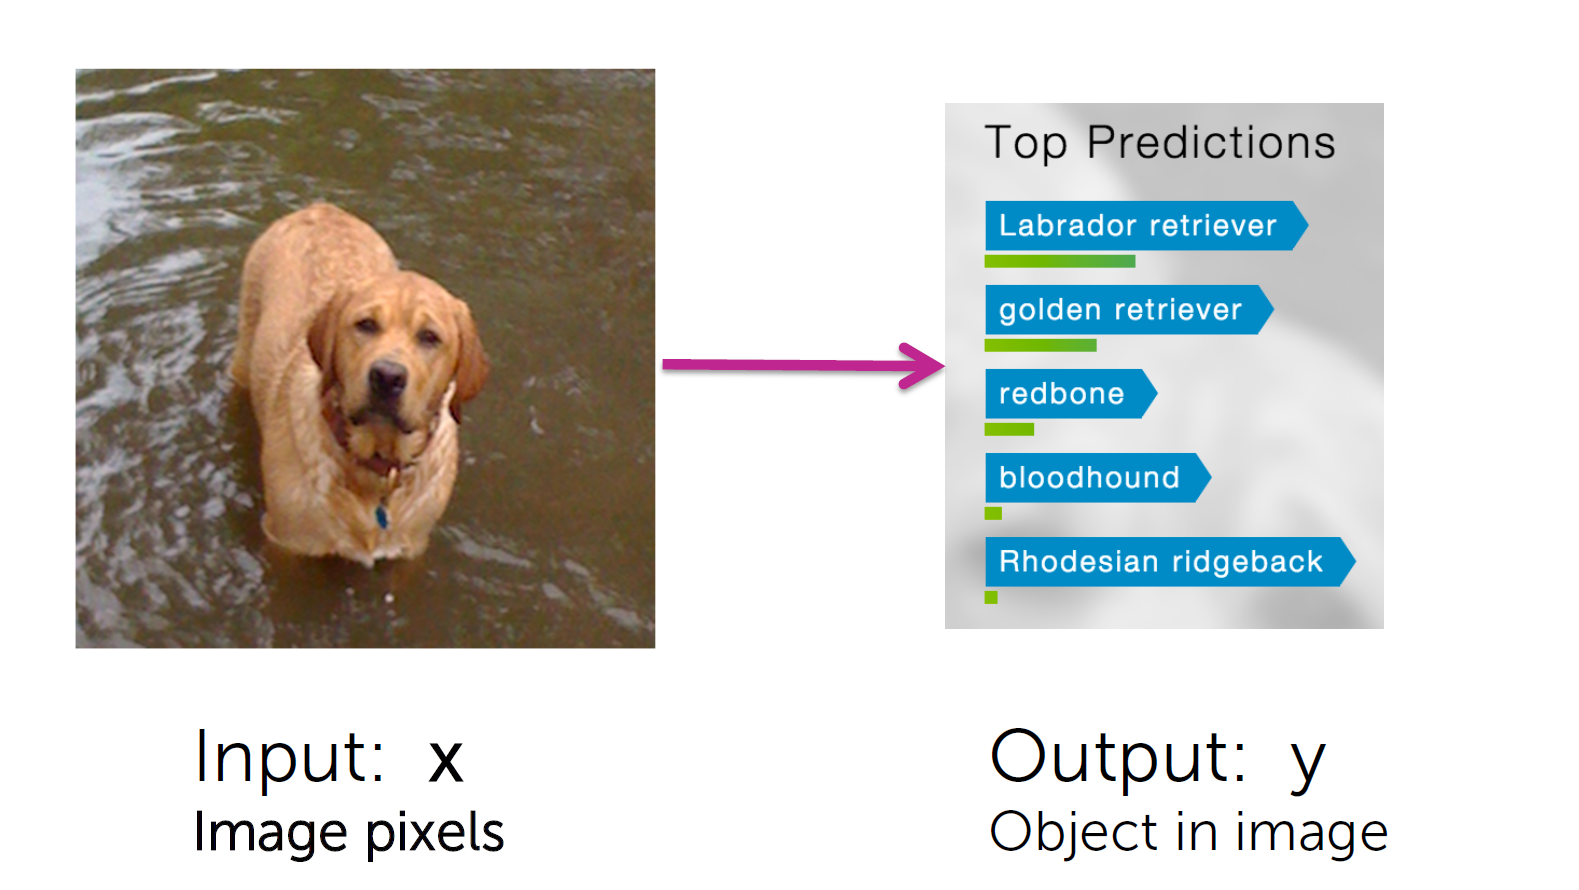 Top Predictions
Labrador retriever
golden retriever
redbone
bloodhound
Rhodesian ridgeback
Input: x
Image pixels
Output: y
Object in image